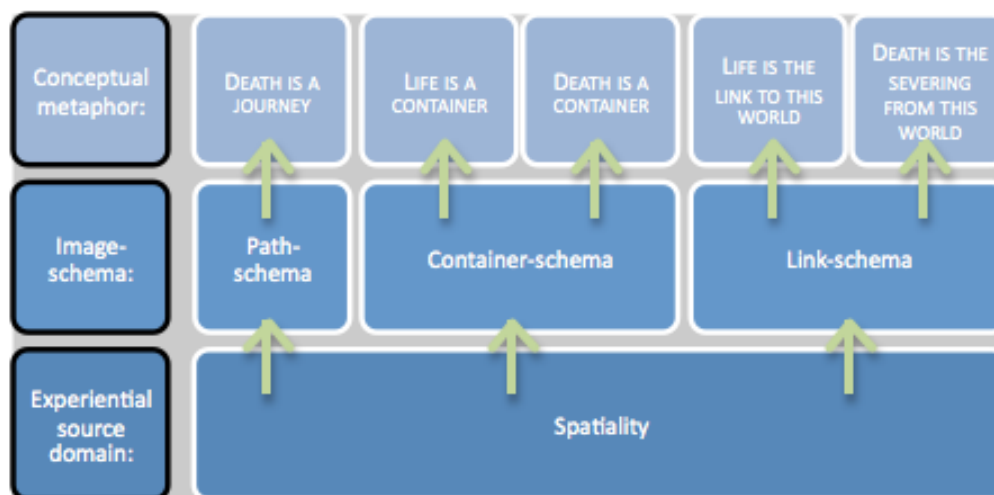 Conceptual
metaphor:
DEATH IS A
JOURNEY
LIFE IS A
CONTAINER
DEATH IS A
CONTAINER
LIFE IS THE
LINK TO THIS
WORLD
DEATH IS THE
SEVERING
FROM THIS
WORLD
Image-
schema:
Path-
schema
Container-schema
Link-schema
Experiential
source
domain:
Spatiality